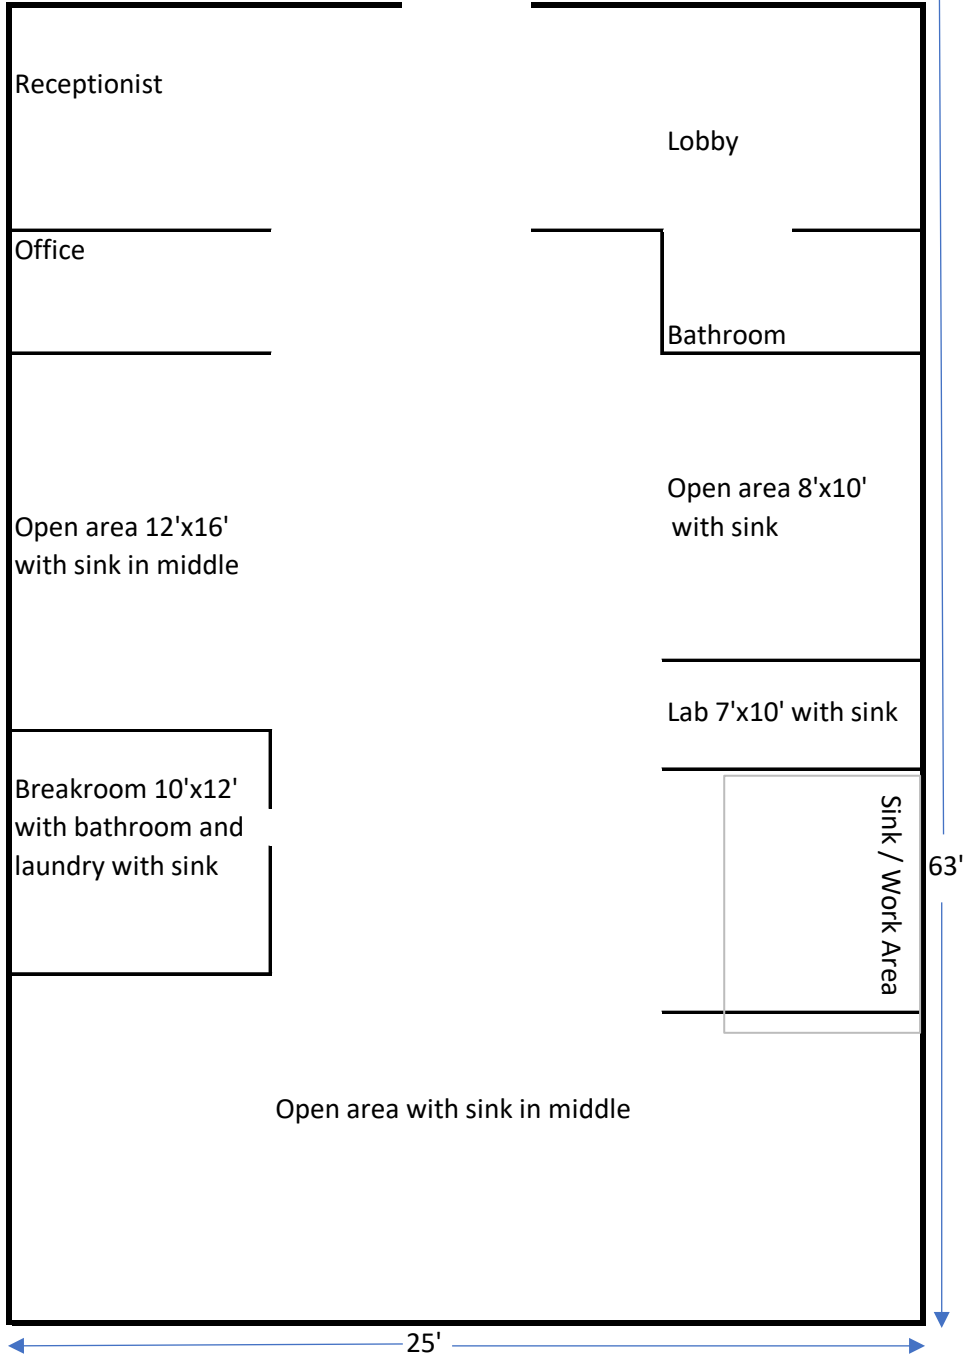 Receptionist
Lobby
Office
Bathroom
Open area 8'x10'
with sink
Open area 12'x16'
with sink in middle
Lab 7'x10' with sink
Breakroom 10'x12'
with bathroom and
laundry with sink
Sink / Work Area
63'
Open area with sink in middle
25'